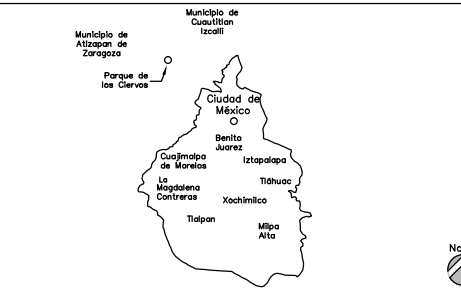 Municipio de
Cuautitlan
Izcalli
Municipio de
Atizapan de
Zaragoza
Parque de
los Ciervos
Ciudad de
México
Benito
Juarez
Cuajimalpa
de Morelos
Iztapalapa
La
Magdalena
Contreras
Tláhuac
Xochimilco
Tlalpan
Milpa
Alta